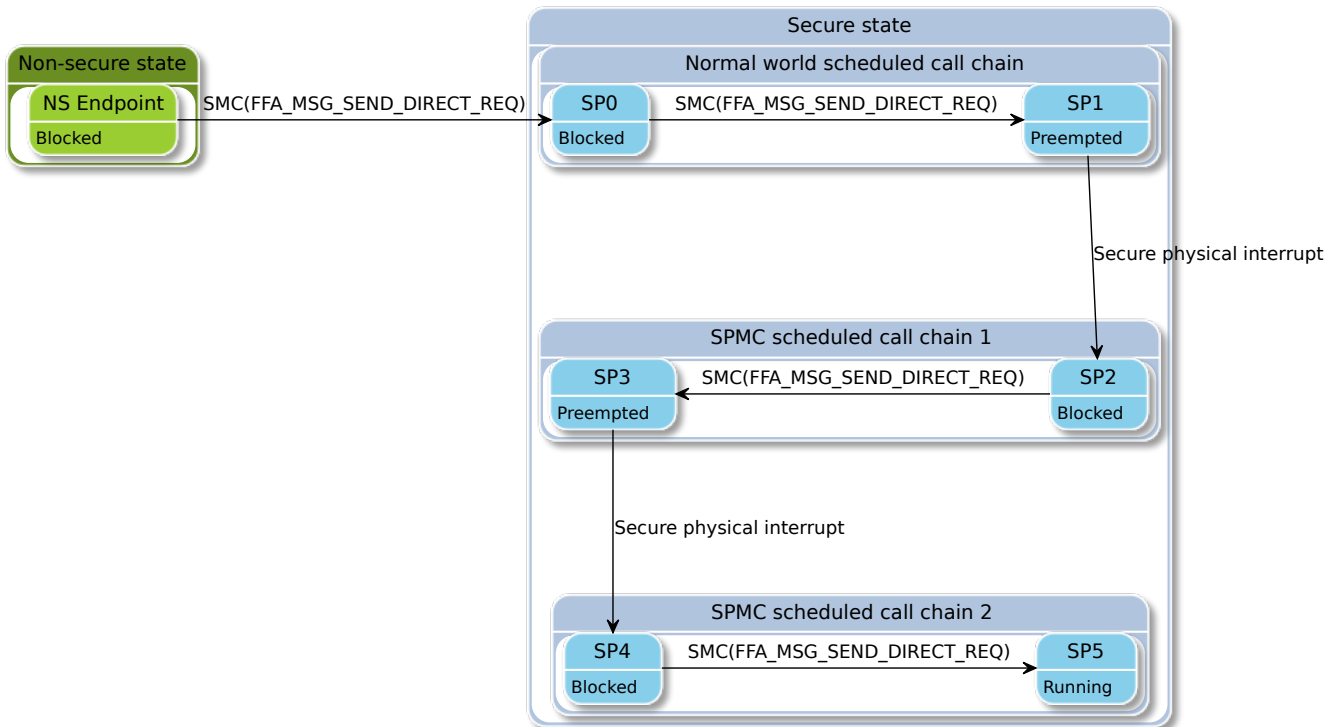 Secure state
Non-secure state
Normal world scheduled call chain
NS Endpoint
Blocked
SMC(FFA_MSG_SEND_DIRECT_REQ)
SP0
Blocked
SMC(FFA_MSG_SEND_DIRECT_REQ)
SP1
Preempted
Secure physical interrupt
SPMC scheduled call chain 1
SP3
Preempted
SMC(FFA_MSG_SEND_DIRECT_REQ)
SP2
Blocked
Secure physical interrupt
SPMC scheduled call chain 2
SP4
Blocked
SMC(FFA_MSG_SEND_DIRECT_REQ)
SP5
Running